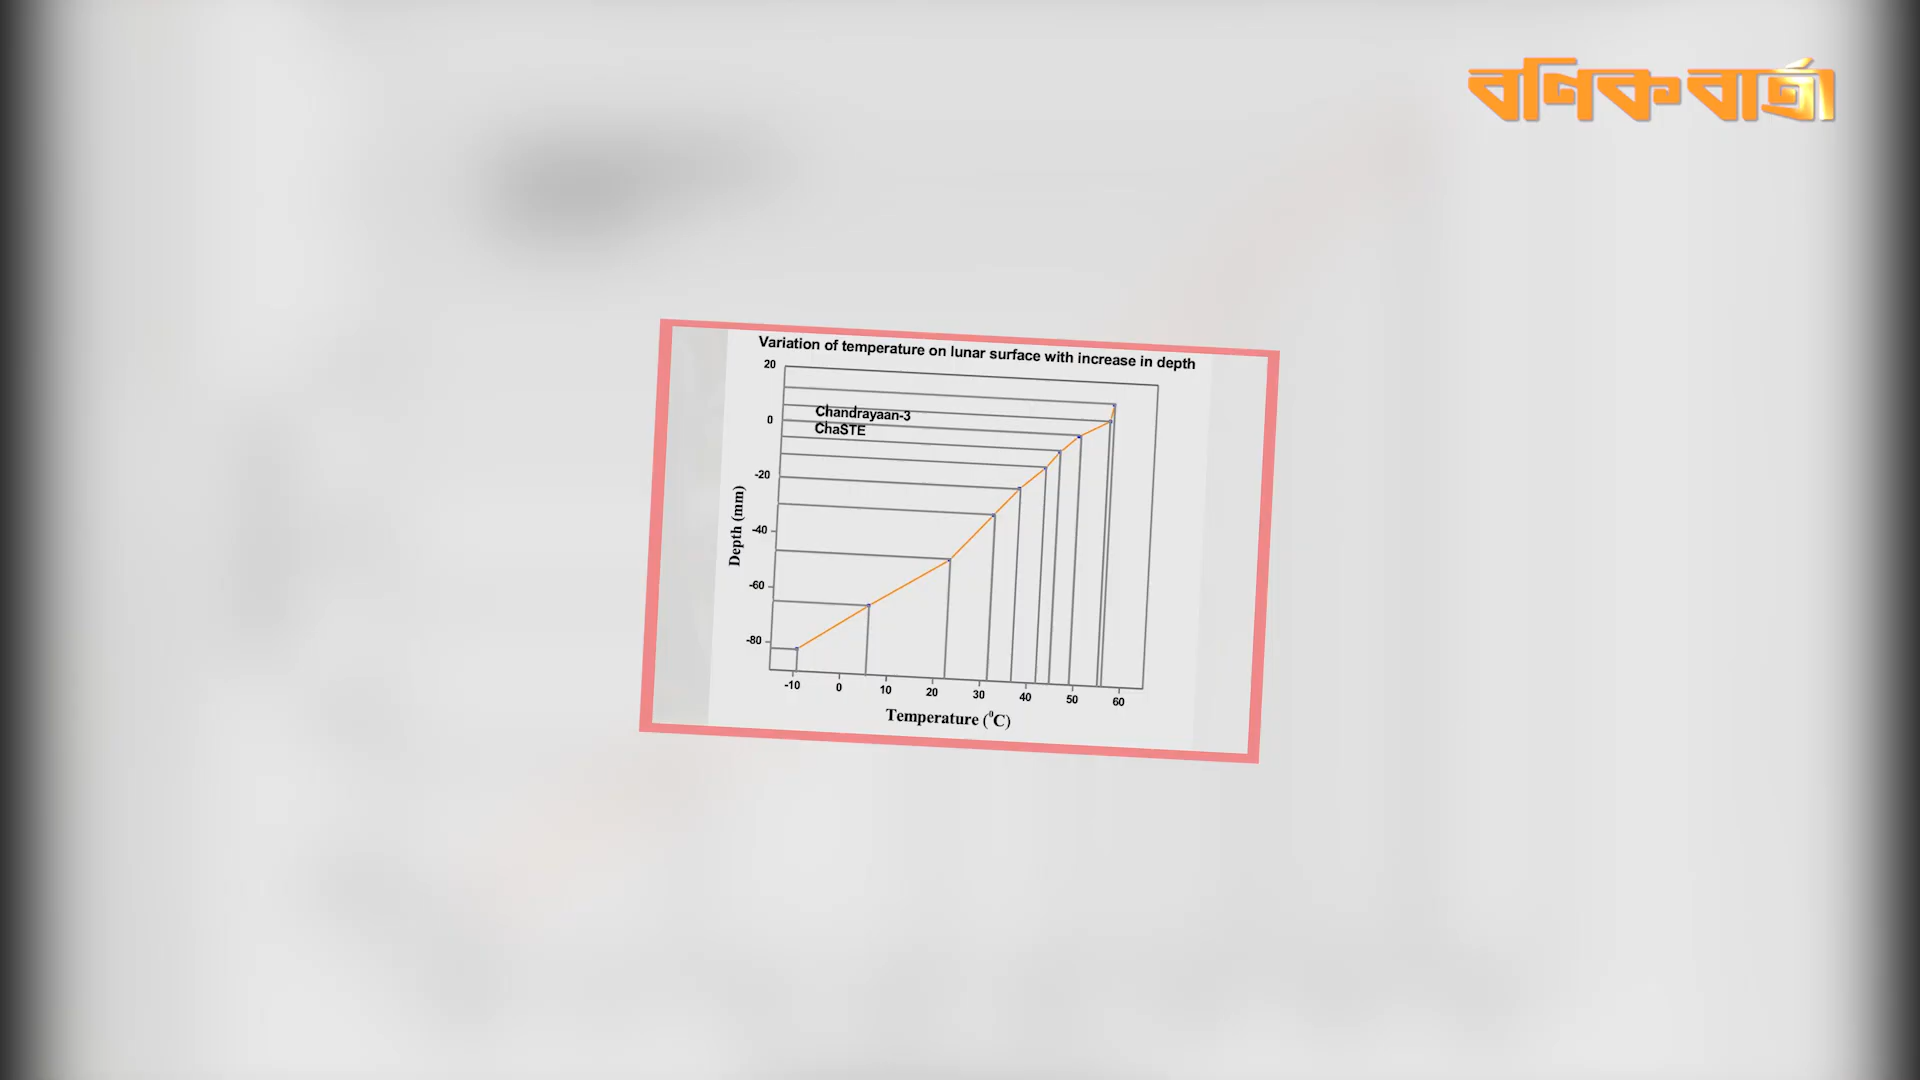 বণিক বার্তা
Variation of temperature on lunar surface with increase in depth
20
0
-20
-40
-60
-80
Chandrayaan-3
ChaSTE
Depth (mm)
-10 0 10 20 30 40 50 60
Temperature (⁰C)